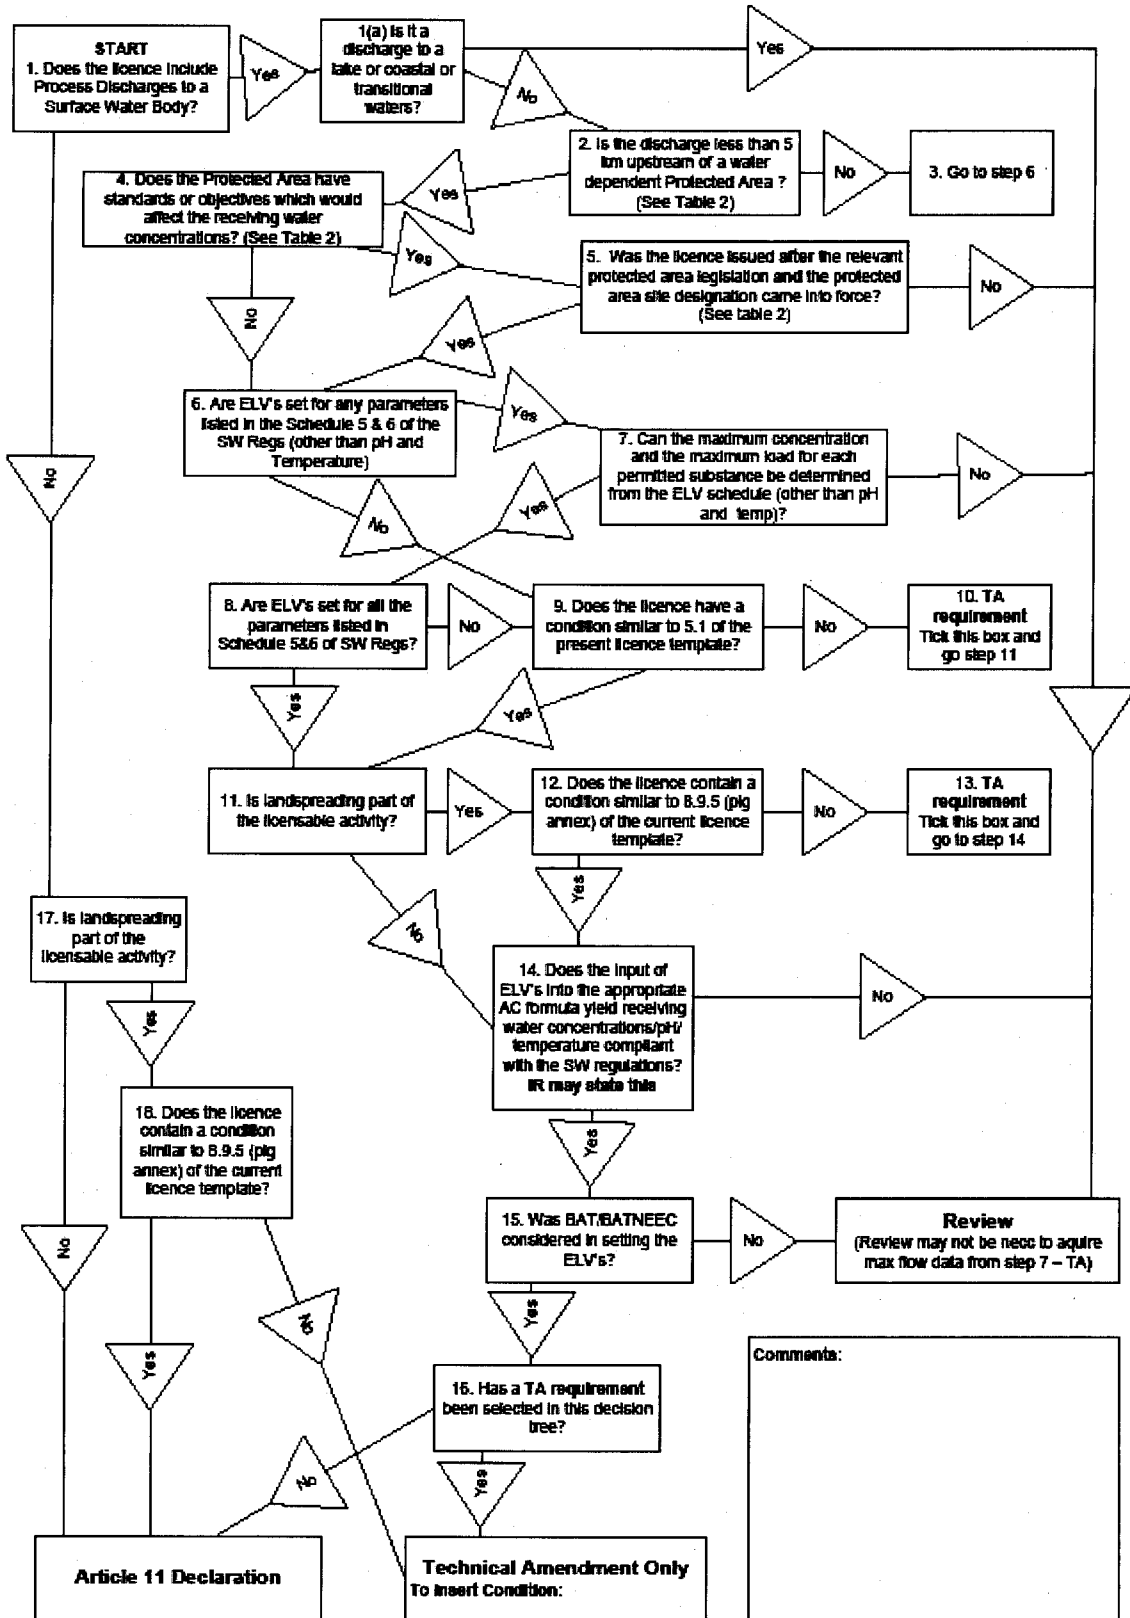 START
1. Does the licence include
Process Discharges to a
Surface Water Body?
Yes
1(a) Is it a
discharge to a
lake or coastal or
transitional
waters?
Yes
No
2. Is the discharge less than 5
km upstream of a water
dependent Protected Area ?
(See Table 2)
No
3. Go to step 6
Yes
4. Does the Protected Area have
standards or objectives which would
affect the receiving water
concentrations? (See Table 2)
Yes
No
5. Was the licence issued after the relevant
protected area legislation and the protected
area site designation came into force?
(See table 2)
No
Yes
6. Are ELV's set for any parameters
listed in the Schedule 5 & 6 of the
SW Regs (other than pH and
Temperature)
Yes
No
7. Can the maximum concentration
and the maximum load for each
permitted substance be determined
from the ELV schedule (other than pH
and temp)?
No
Yes
No
8. Are ELV's set for all the
parameters listed in
Schedule 5&6 of SW Regs?
No
9. Does the licence have a
condition similar to 5.1 of the
present licence template?
No
10. TA
requirement
Tick this box and
go step 11
Yes
Yes
11. Is landspreading part of
the licensable activity?
Yes
12. Does the licence contain a
condition similar to 8.9.5 (pig
annex) of the current licence
template?
No
13. TA
requirement
Tick this box and
go to step 14
Yes
No
14. Does the input of
ELV's into the appropritate
AC formula yield receiving
water concentrations/pH/
temperature compliant
with the SW regulations?
IR may state this
No
17. Is landspreading
part of the
licensable activity?
Yes
No
18. Does the licence
contain a condition
similar to 8.9.5 (pig
annex) of the current
licence template?
Yes
No
Yes
15. Was BAT/BATNEEC
considered in setting the
ELV's?
No
Review
(Review may not be necc to aquire
max flow data from step 7 – TA)
Yes
16. Has a TA requirement
been selected in this decision
tree?
No
Yes
Comments:
Article 11 Declaration
Technical Amendment Only
To Insert Condition: